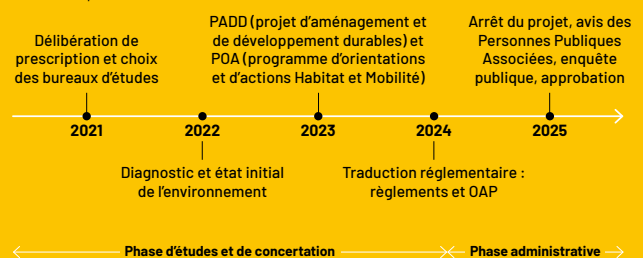 Délibération de
prescription et choix
des bureaux d'études
PADD (projet d'aménagement et
de développement durables) et
POA (programme d'orientations
et d'actions Habitat et Mobilité)
Arrêt du projet, avis des
Personnes Publiques
Associées, enquête
publique, approbation
2021
2022
2023
2024
2025
Diagnostic et état initial
de l'environnement
Traduction réglementaire :
règlements et OAP
Phase d'études et de concertation
Phase administrative